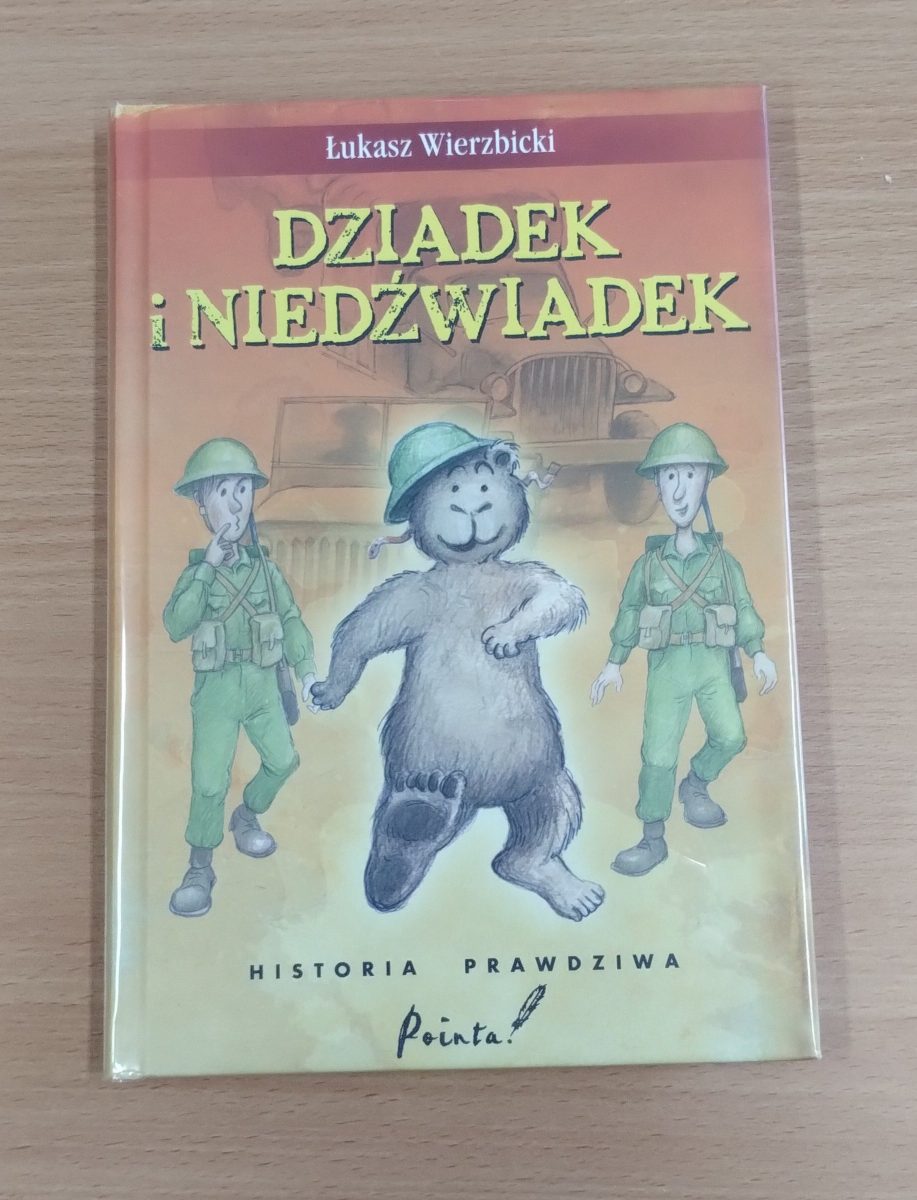 Łukasz Wierzbicki
DZIADEK
i NIEDŹWIADEK
HISTORIA PRAWDZIWA
Pointa!